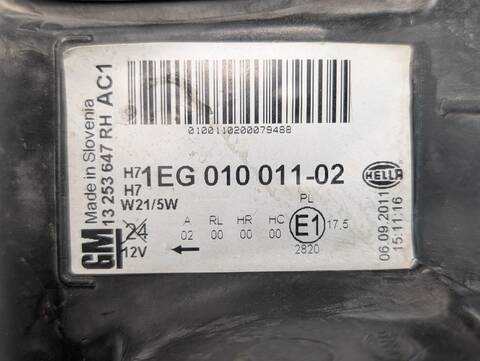 0100110200079488
GM
Made in Slovenia
13 253 647 RH AC1
H7
H7
W21/5W
1EG 010 011-02
HELLA
24
12V
A RL HR HC PL
02 00 00 00 E1 17.5
2820
06.09.2011
15:11:16